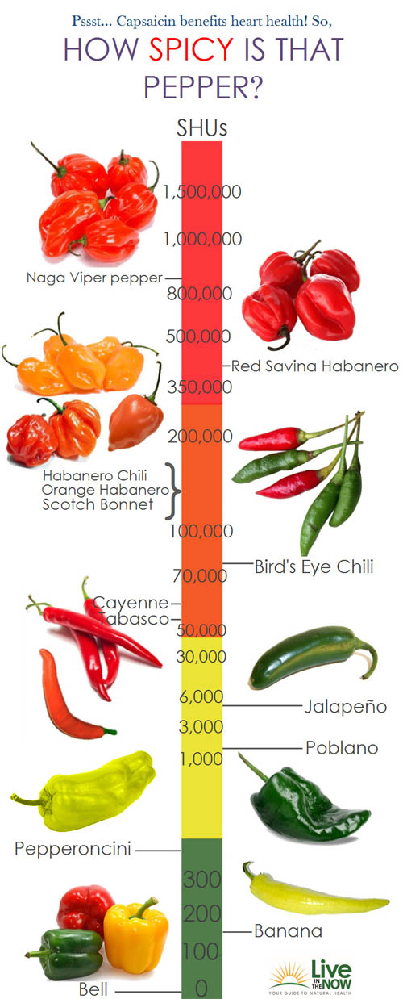 Pssst... Capsaicin benefits heart health! So,
HOW SPICY IS THAT
PEPPER?
SHUs
1,500,000
1,000,000
Naga Viper pepper
800,000
500,000
Red Savina Habanero
350,000
200,000
Habanero Chili
Orange Habanero
Scotch Bonnet
100,000
Bird's Eye Chili
70,000
Cayenne
Tabasco
50,000
30,000
6,000
Jalapeño
3,000
Poblano
1,000
Pepperoncini
300
200
Banana
100
Bell
0
Live
IN THE NOW
YOUR GUIDE TO NATURAL HEALTH